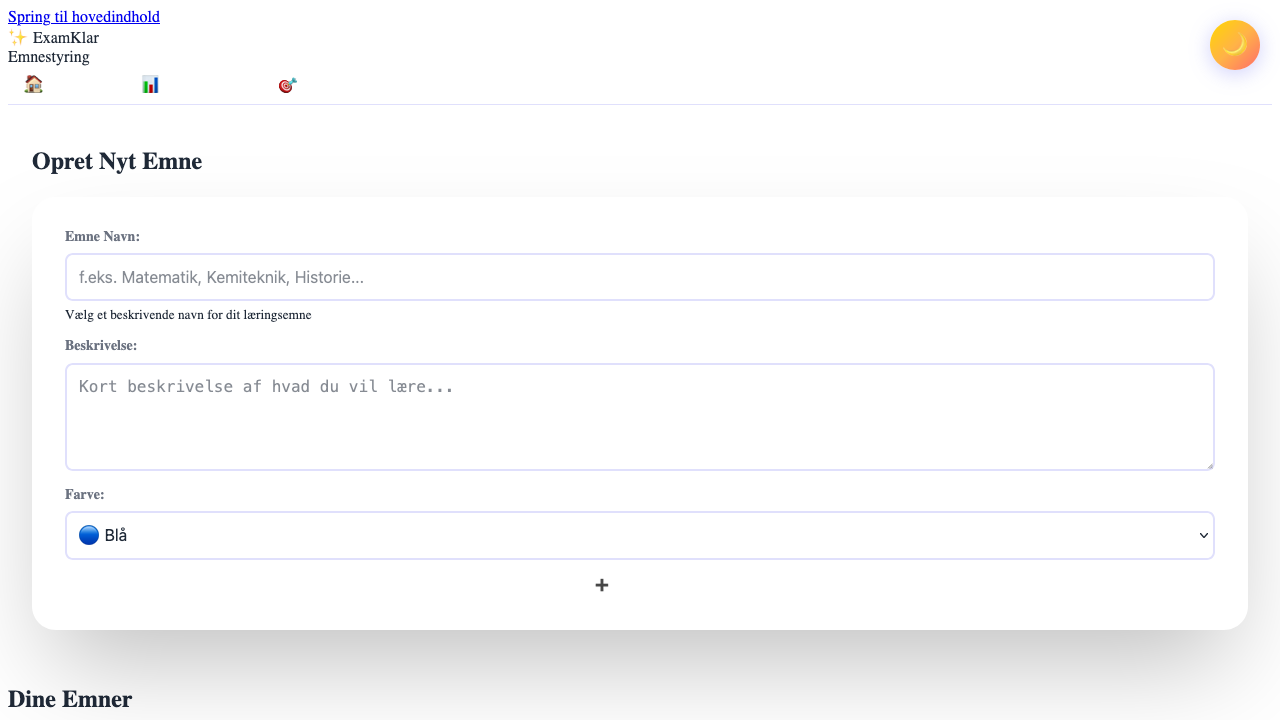 Spring til hovedindhold
✨ ExamKlar
Emnestyring
Opret Nyt Emne
Emne Navn:
f.eks. Matematik, Kemiteknik, Historie...
Vælg et beskrivende navn for dit læringsemne
Beskrivelse:
Kort beskrivelse af hvad du vil lære...
Farve:
🔵 Blå
➕
Dine Emner